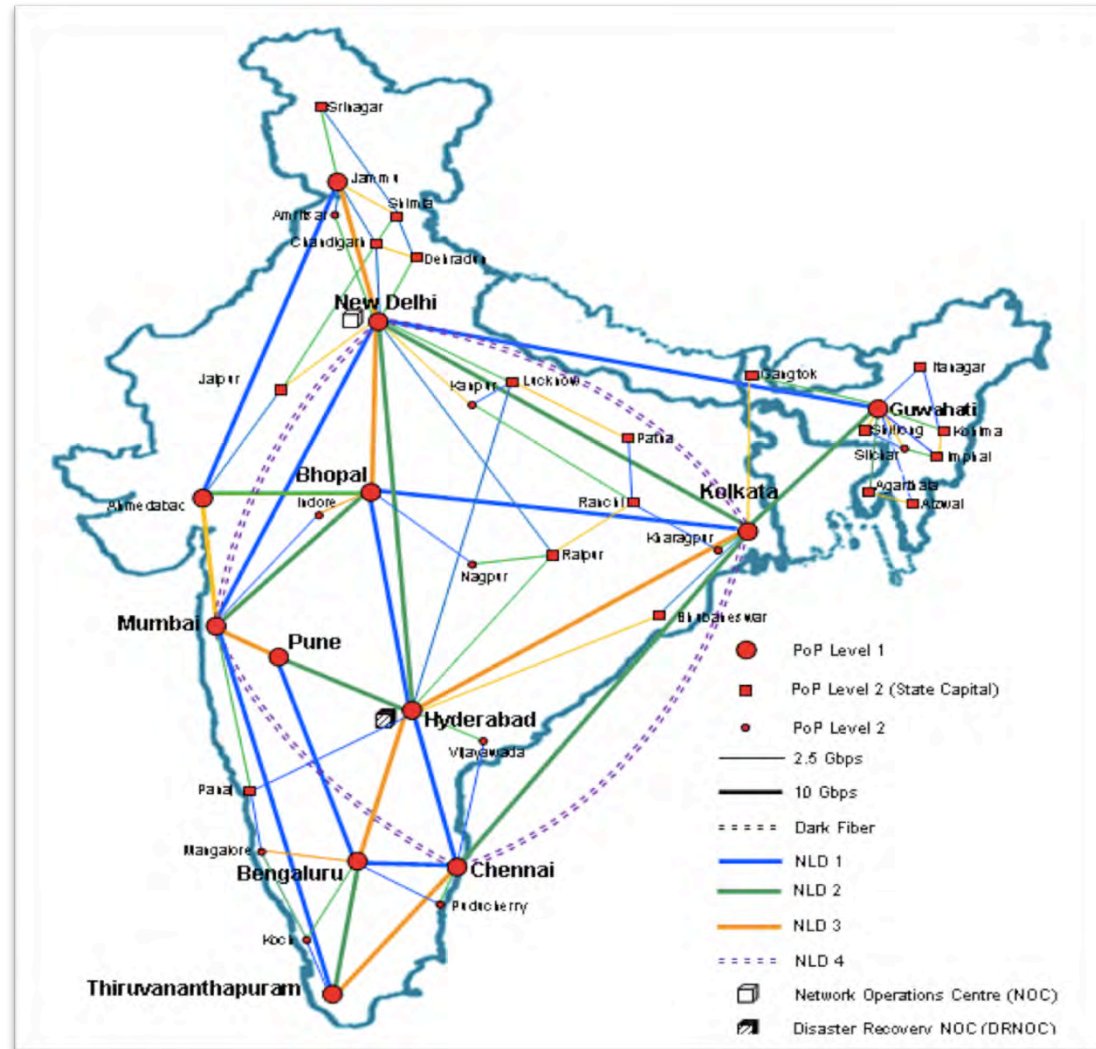 Srinagar
Jammu
Shimla
Amritsar
Chandigarh
Dehradun
New Delhi
Gangtok
Itanagar
Jaipur
Kanpur
Lucknow
Guwahati
Shillong
Kohima
Patna
Silchar
Imphal
Bhopal
Kolkata
Agarthala
Ahmedabad
Indore
Ranchi
Aizwal
Kharagpur
Raipur
Nagpur
Mumbai
Bhubaneswar
Pune
PoP Level 1
PoP Level 2 (State Capital)
Hyderabad
PoP Level 2
Vijayawada
2.5 Gbps
Panaji
10 Gbps
Dark Fiber
Mangalore
Bengaluru
Chennai
NLD 1
NLD 2
Puducherry
NLD 3
Kochi
NLD 4
Thiruvananthapuram
Network Operations Centre (NOC)
Disaster Recovery NOC (DRNOC)